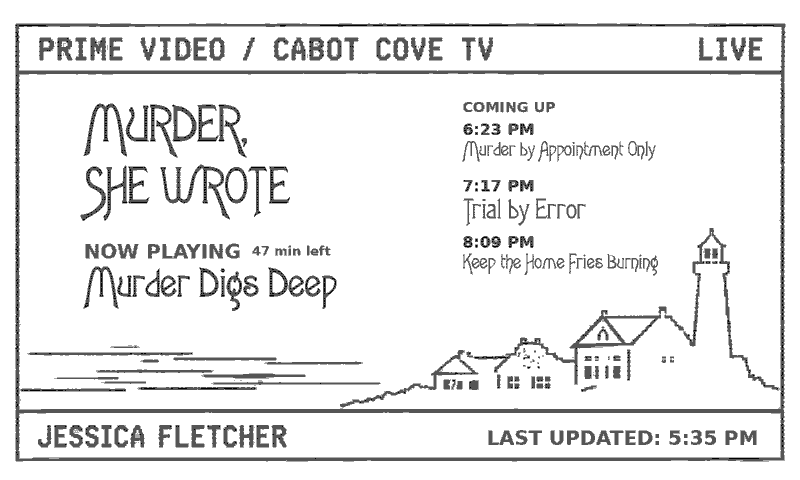 PRIME VIDEO / CABOT COVE TV
LIVE
MURDER,
SHE WROTE
NOW PLAYING 47 min left
Murder Digs Deep
COMING UP
6:23 PM
Murder by Appointment Only
7:17 PM
Trial by Error
8:09 PM
Keep the Home Fries Burning
JESSICA FLETCHER
LAST UPDATED: 5:35 PM